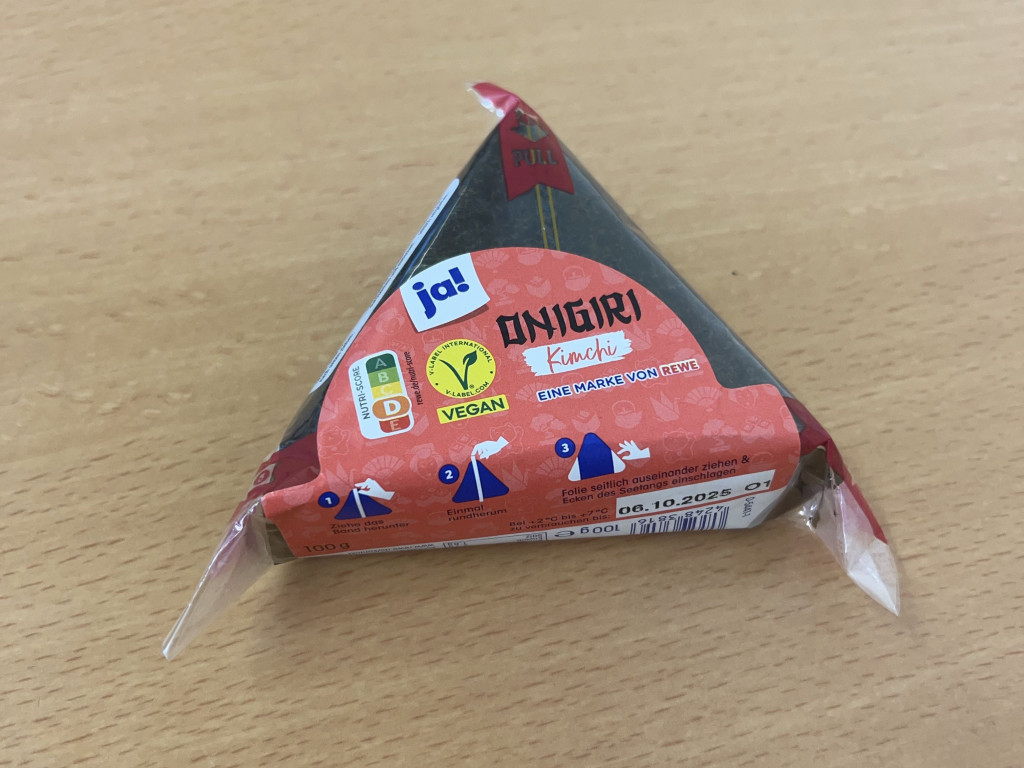 PULL
ja!
ONIGIRI
Kimchi
EINE MARKE VON REWE
NUTRI-SCORE
A
B
C
D
E
rewe.de/nutri-score
V-LABEL INTERNATIONAL
V-LABEL.COM
VEGAN
1
Ziehe das
Band herunter
2
Einmal
rundherum
3
Folie seitlich auseinander ziehen &
Ecken des Seetangs einschlagen
Bei +2°C bis +7°C
zu verbrauchen bis:
06.10.2025 01
100 g
100g e